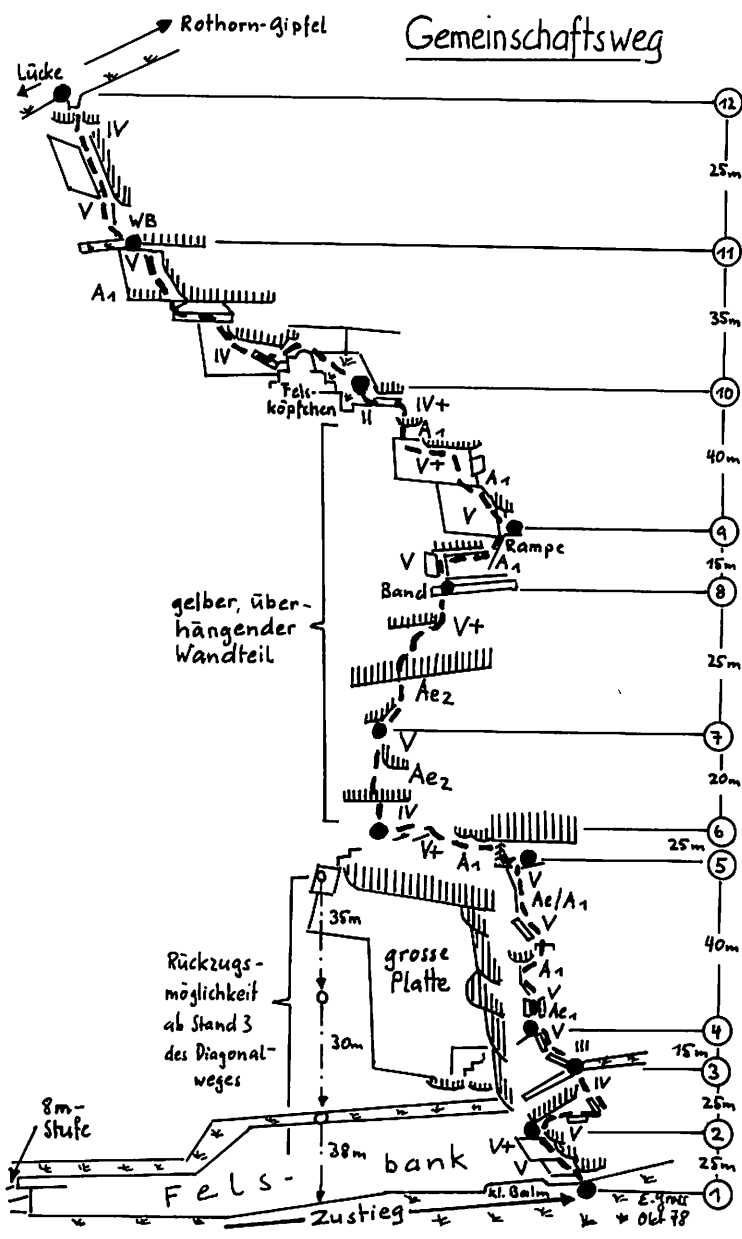 Gemeinschaftsweg
Rothorn-Gipfel
Lücke
12
IV
25m
V
WB
11
V
A1
35m
IV
Fels-
köpfchen
II
10
IV+
A1
V+
40m
A1
V
9
Rampe
V
A1
15m
Band
8
gelber, über-
hängender
Wandteil
V+
25m
Ae2
7
V
Ae2
20m
IV
6
V+
A1
25m
5
V
Ae/A1
V
35m
grosse
Platte
40m
A1
V
Rückzugs-
möglichkeit
ab Stand 3
des Diagonal-
weges
Ae1
V
4
30m
III
15m
3
IV
25m
8m-
Stufe
2
V
38m
V+
bank
25m
V
Fels-
kl. Balm
1
Zustieg
E. Gross
Okt 78